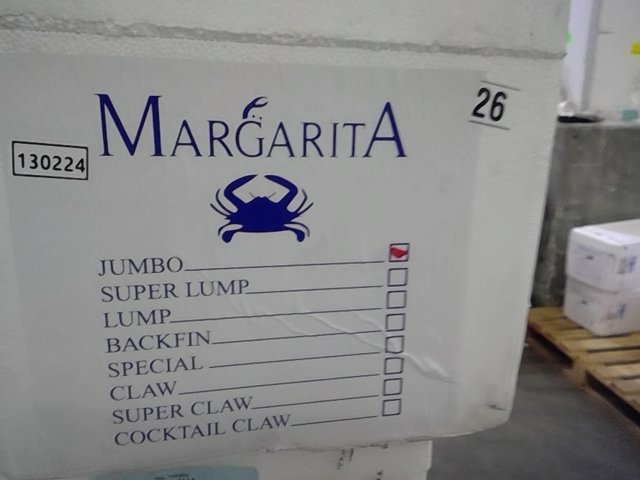 MARGARITA
26
130224
JUMBO
SUPER LUMP
LUMP
BACKFIN
SPECIAL
CLAW
SUPER CLAW
COCKTAIL CLAW